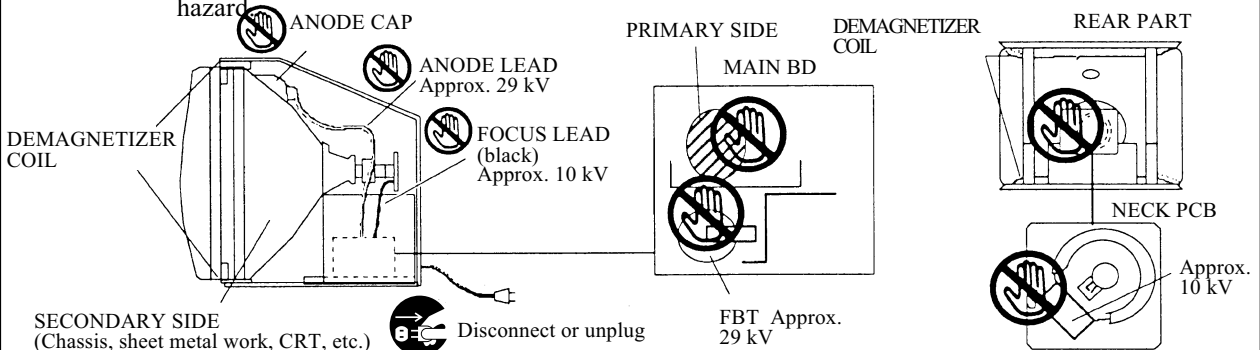 hazard.
ANODE CAP
ANODE LEAD
Approx. 29 kV
FOCUS LEAD
(black)
Approx. 10 kV
DEMAGNETIZER
COIL
SECONDARY SIDE
(Chassis, sheet metal work, CRT, etc.)
Disconnect or unplug
PRIMARY SIDE
MAIN BD
FBT Approx.
29 kV
DEMAGNETIZER
COIL
REAR PART
NECK PCB
Approx.
10 kV